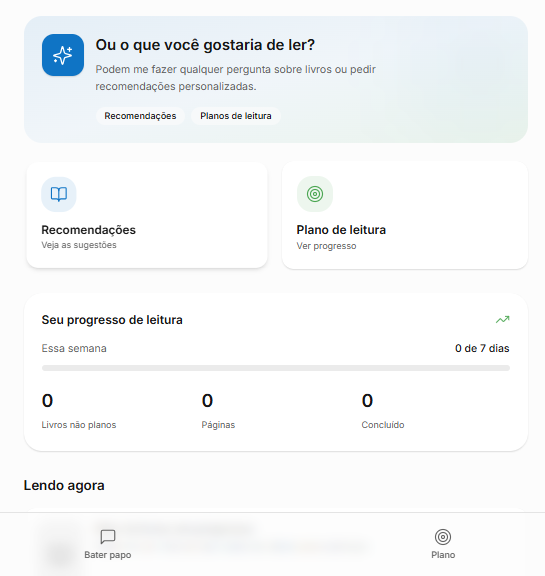 Ou o que você gostaria de ler?
Podem me fazer qualquer pergunta sobre livros ou pedir
recomendações personalizadas.
Recomendações
Planos de leitura
Recomendações
Veja as sugestões
Plano de leitura
Ver progresso
Seu progresso de leitura
Essa semana
0 de 7 dias
0
0
0
Livros não planos
Páginas
Concluído
Lendo agora
Bater papo
Plano